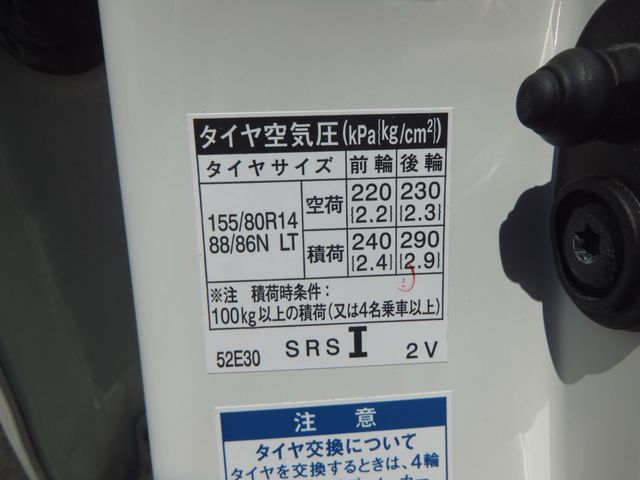 タイヤ空気圧(kPa{kg/cm²})
タイヤサイズ 前輪 後輪
155/80R14 88/86N LT 空荷 220 {2.2} 230 {2.3}
積荷 240 {2.4} 290 {2.9}
※注 積荷時条件:
100kg以上の積荷(又は4名乗車以上)
52E30 SRS I 2V
注 意
タイヤ交換について
タイヤを交換するときは、4輪